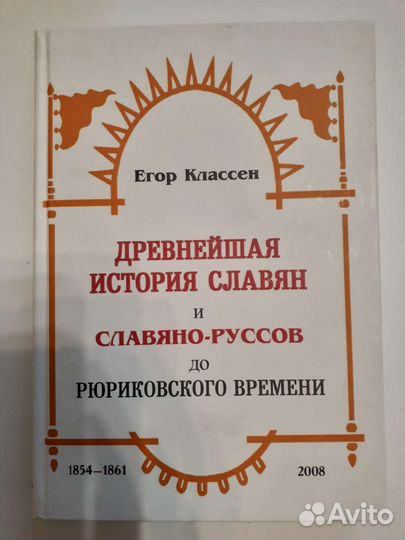 Егор Классен
ДРЕВНЕЙШАЯ
ИСТОРИЯ СЛАВЯН
И
СЛАВЯНО-РУССОВ
ДО
РЮРИКОВСКОГО ВРЕМЕНИ
1854–1861 2008
Avito